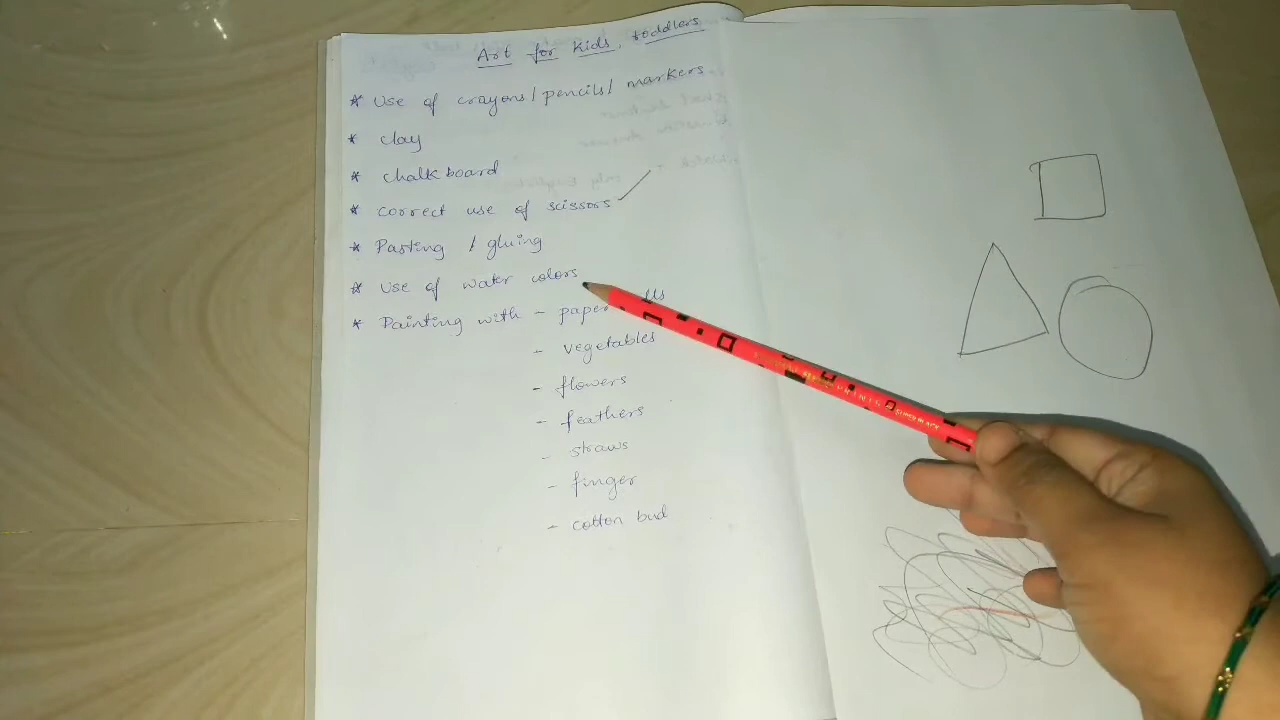 Art for Kids, toddlers
* Use of crayons / pencils / markers
* clay
* chalk board
* correct use of scissors
* Pasting / gluing
* Use of water colors
* Painting with - paper
- vegetables
- flowers
- feathers
- straws
- finger
- cotton bud